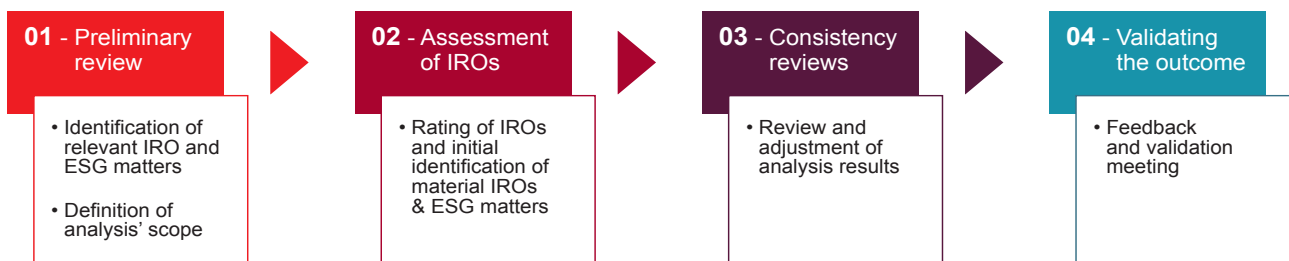 01 - Preliminary
review
• Identification of
relevant IRO and
ESG matters
• Definition of
analysis' scope
02 - Assessment
of IROs
• Rating of IROs
and initial
identification of
material IROs
& ESG matters
03 - Consistency
reviews
• Review and
adjustment of
analysis results
04 - Validating
the outcome
• Feedback
and validation
meeting